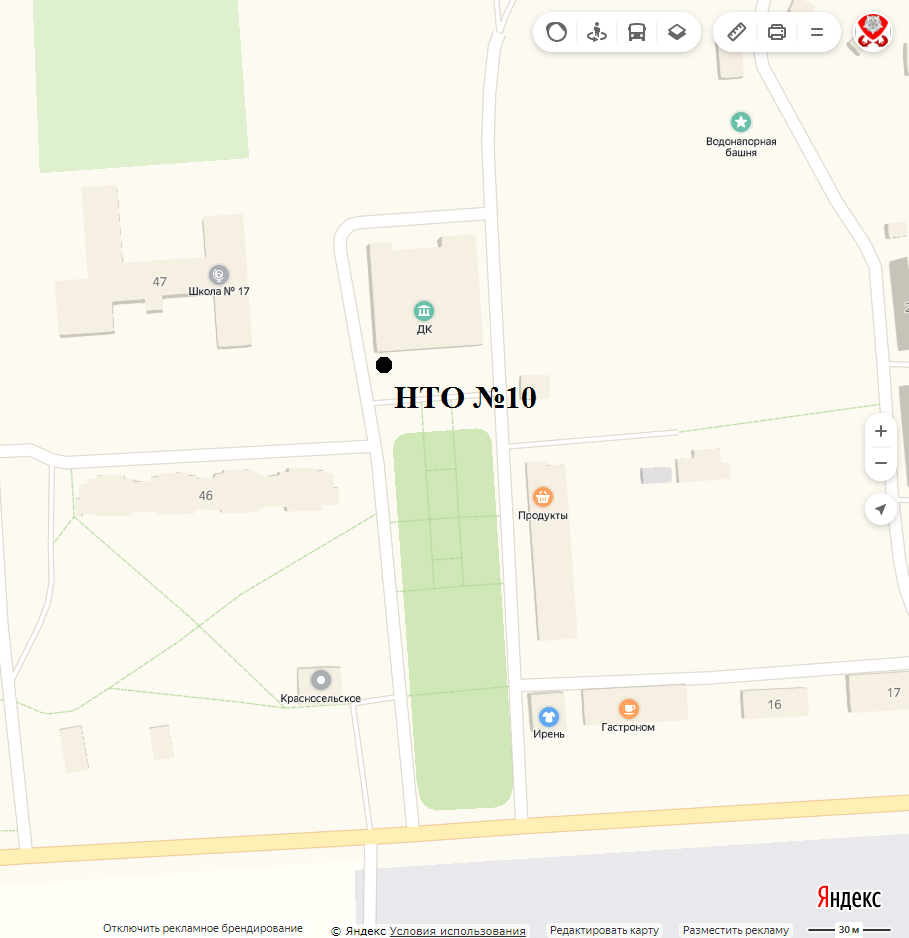 Водонапорная
башня
47
Школа № 17
ДК
НТО №10
46
Продукты
Красносельское
Ирень
Гастроном
16
17
2
Яндекс
Отключить рекламное брендирование
© Яндекс Условия использования
Редактировать карту
Разместить рекламу
30 м